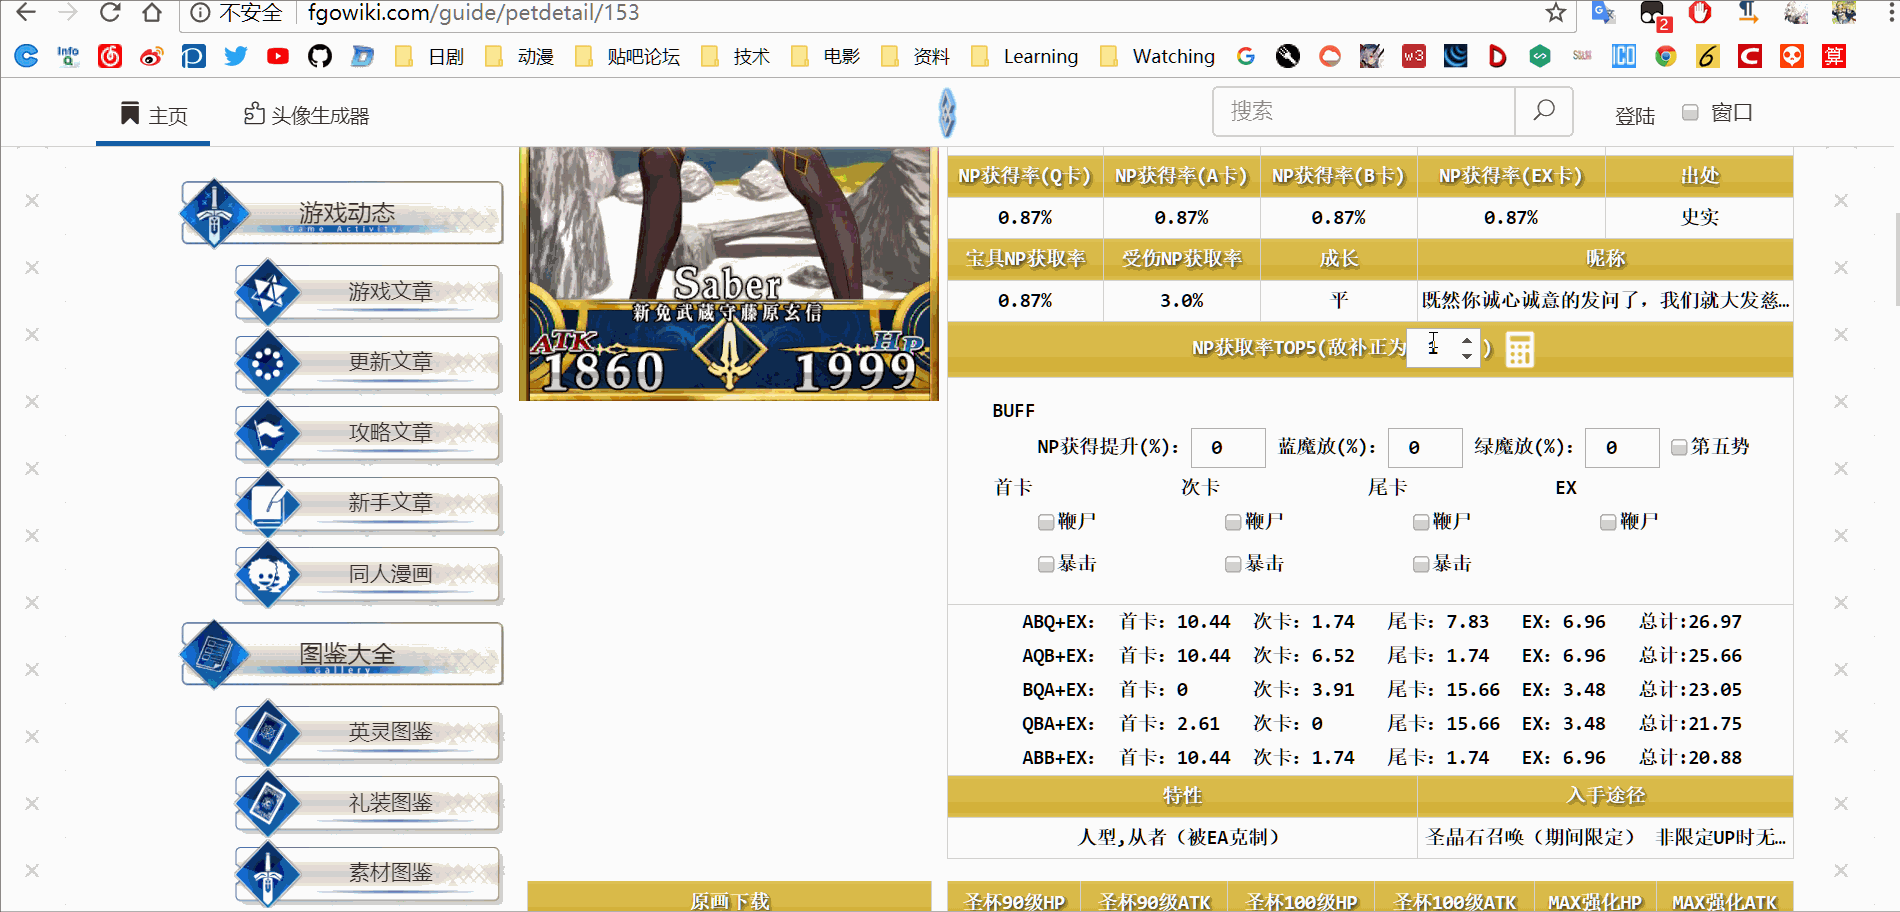 不安全 fgowiki.com/guide/petdetail/153
2
Info Q 日剧 动漫 贴吧论坛 技术 电影 资料 Learning Watching w3 ICO 6 算
主页 头像生成器 搜索 登陆 窗口
游戏动态
Game Activity
游戏文章
更新文章
攻略文章
新手文章
同人漫画
图鉴大全
Gallery
英灵图鉴
礼装图鉴
素材图鉴
Saber
新免武蔵守藤原玄信
ATK HP
1860 1999
原画下载
NP获得率(Q卡) NP获得率(A卡) NP获得率(B卡) NP获得率(EX卡) 出处
0.87% 0.87% 0.87% 0.87% 史实
宝具NP获取率 受伤NP获取率 成长 昵称
0.87% 3.0% 平 既然你诚心诚意的发问了，我们就大发慈…
NP获取率TOP5(敌补正为 1 )
BUFF
NP获得提升(%): 0 蓝魔放(%): 0 绿魔放(%): 0 第五势
首卡 次卡 尾卡 EX
鞭尸 鞭尸 鞭尸 鞭尸
暴击 暴击 暴击
ABQ+EX: 首卡：10.44 次卡：1.74 尾卡：7.83 EX：6.96 总计:26.97
AQB+EX: 首卡：10.44 次卡：6.52 尾卡：1.74 EX：6.96 总计:25.66
BQA+EX: 首卡：0 次卡：3.91 尾卡：15.66 EX：3.48 总计:23.05
QBA+EX: 首卡：2.61 次卡：0 尾卡：15.66 EX：3.48 总计:21.75
ABB+EX: 首卡：10.44 次卡：1.74 尾卡：1.74 EX：6.96 总计:20.88
特性 入手途径
人型,从者（被EA克制） 圣晶石召唤（期间限定） 非限定UP时无…
圣杯90级HP 圣杯90级ATK 圣杯100级HP 圣杯100级ATK MAX强化HP MAX强化ATK